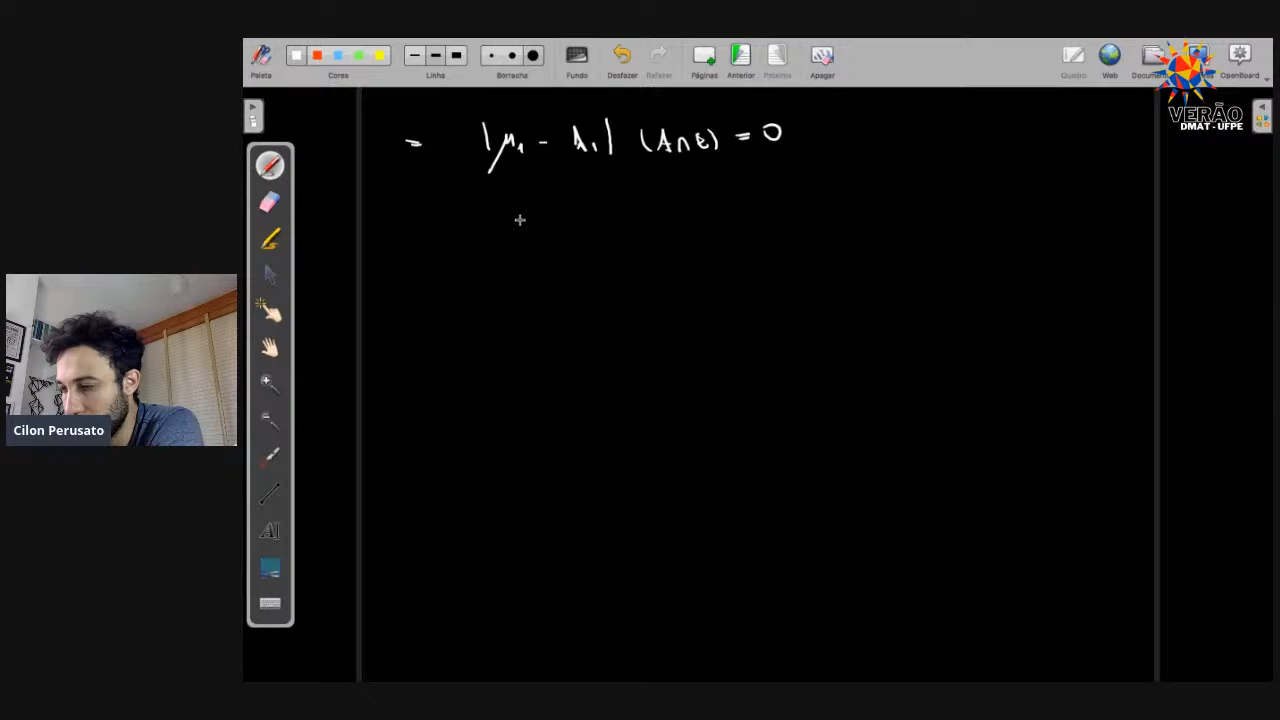 Paleta
Cores
Linha
Borracha
Fundo
Desfazer
Refazer
Páginas
Anterior
Próximo
Apagar
Quadro
Web
OpenBoard
VERÃO
DMAT - UFPE
= |μ₁ - λ₁| (A∩E) = 0
Cilon Perusato
AI